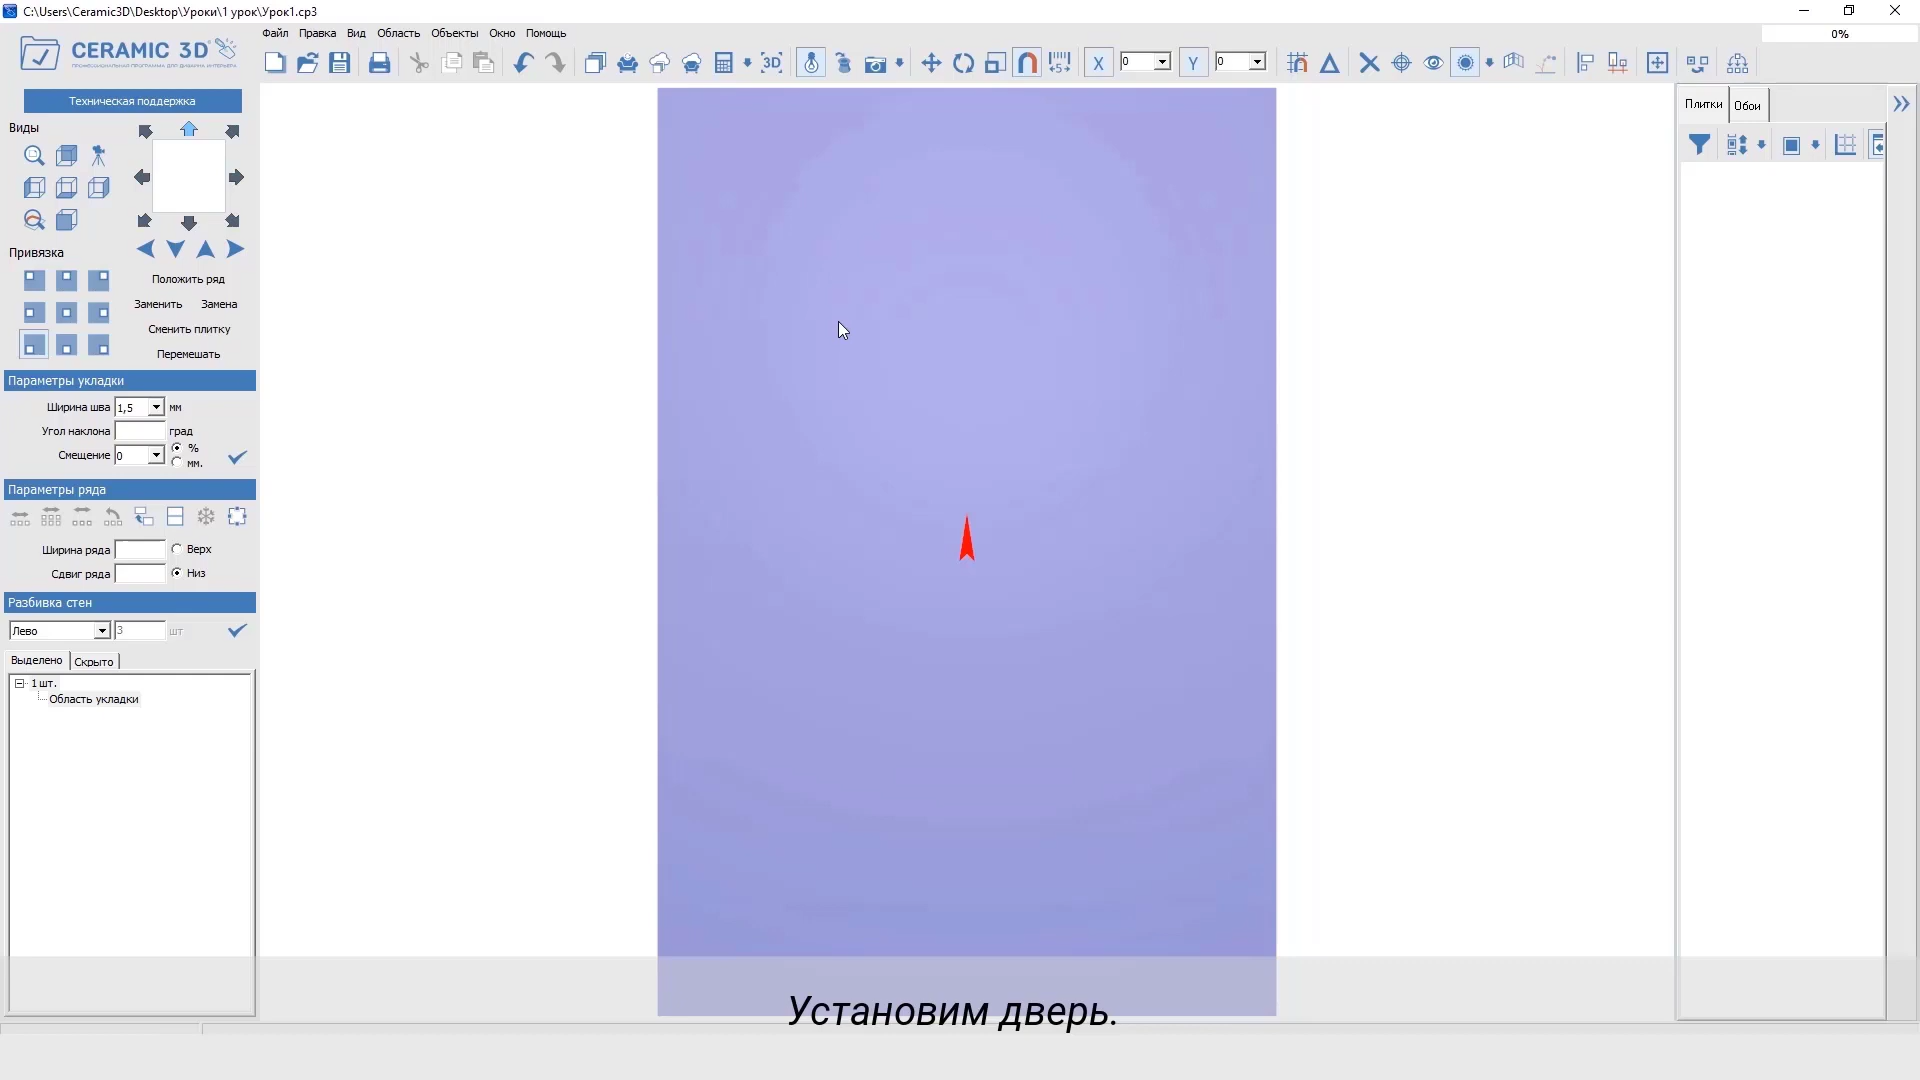 C:\Users\Ceramic3D\Desktop\Уроки\1 урок\Урок1.cp3
0%
Файл Правка Вид Область Объекты Окно Помощь
CERAMIC 3D
3D
5
X 0 Y 0
Техническая поддержка
Виды
Привязка
Положить ряд
Заменить Замена
Сменить плитку
Перемешать
Параметры укладки
Ширина шва 1,5 мм
Угол наклона град
Смещение 0 %
мм.
Параметры ряда
Ширина ряда Верх
Сдвиг ряда Низ
Разбивка стен
Лево 3 шт
Выделено Скрыто
1 шт.
Область укладки
Плитки Обои
Установим дверь.